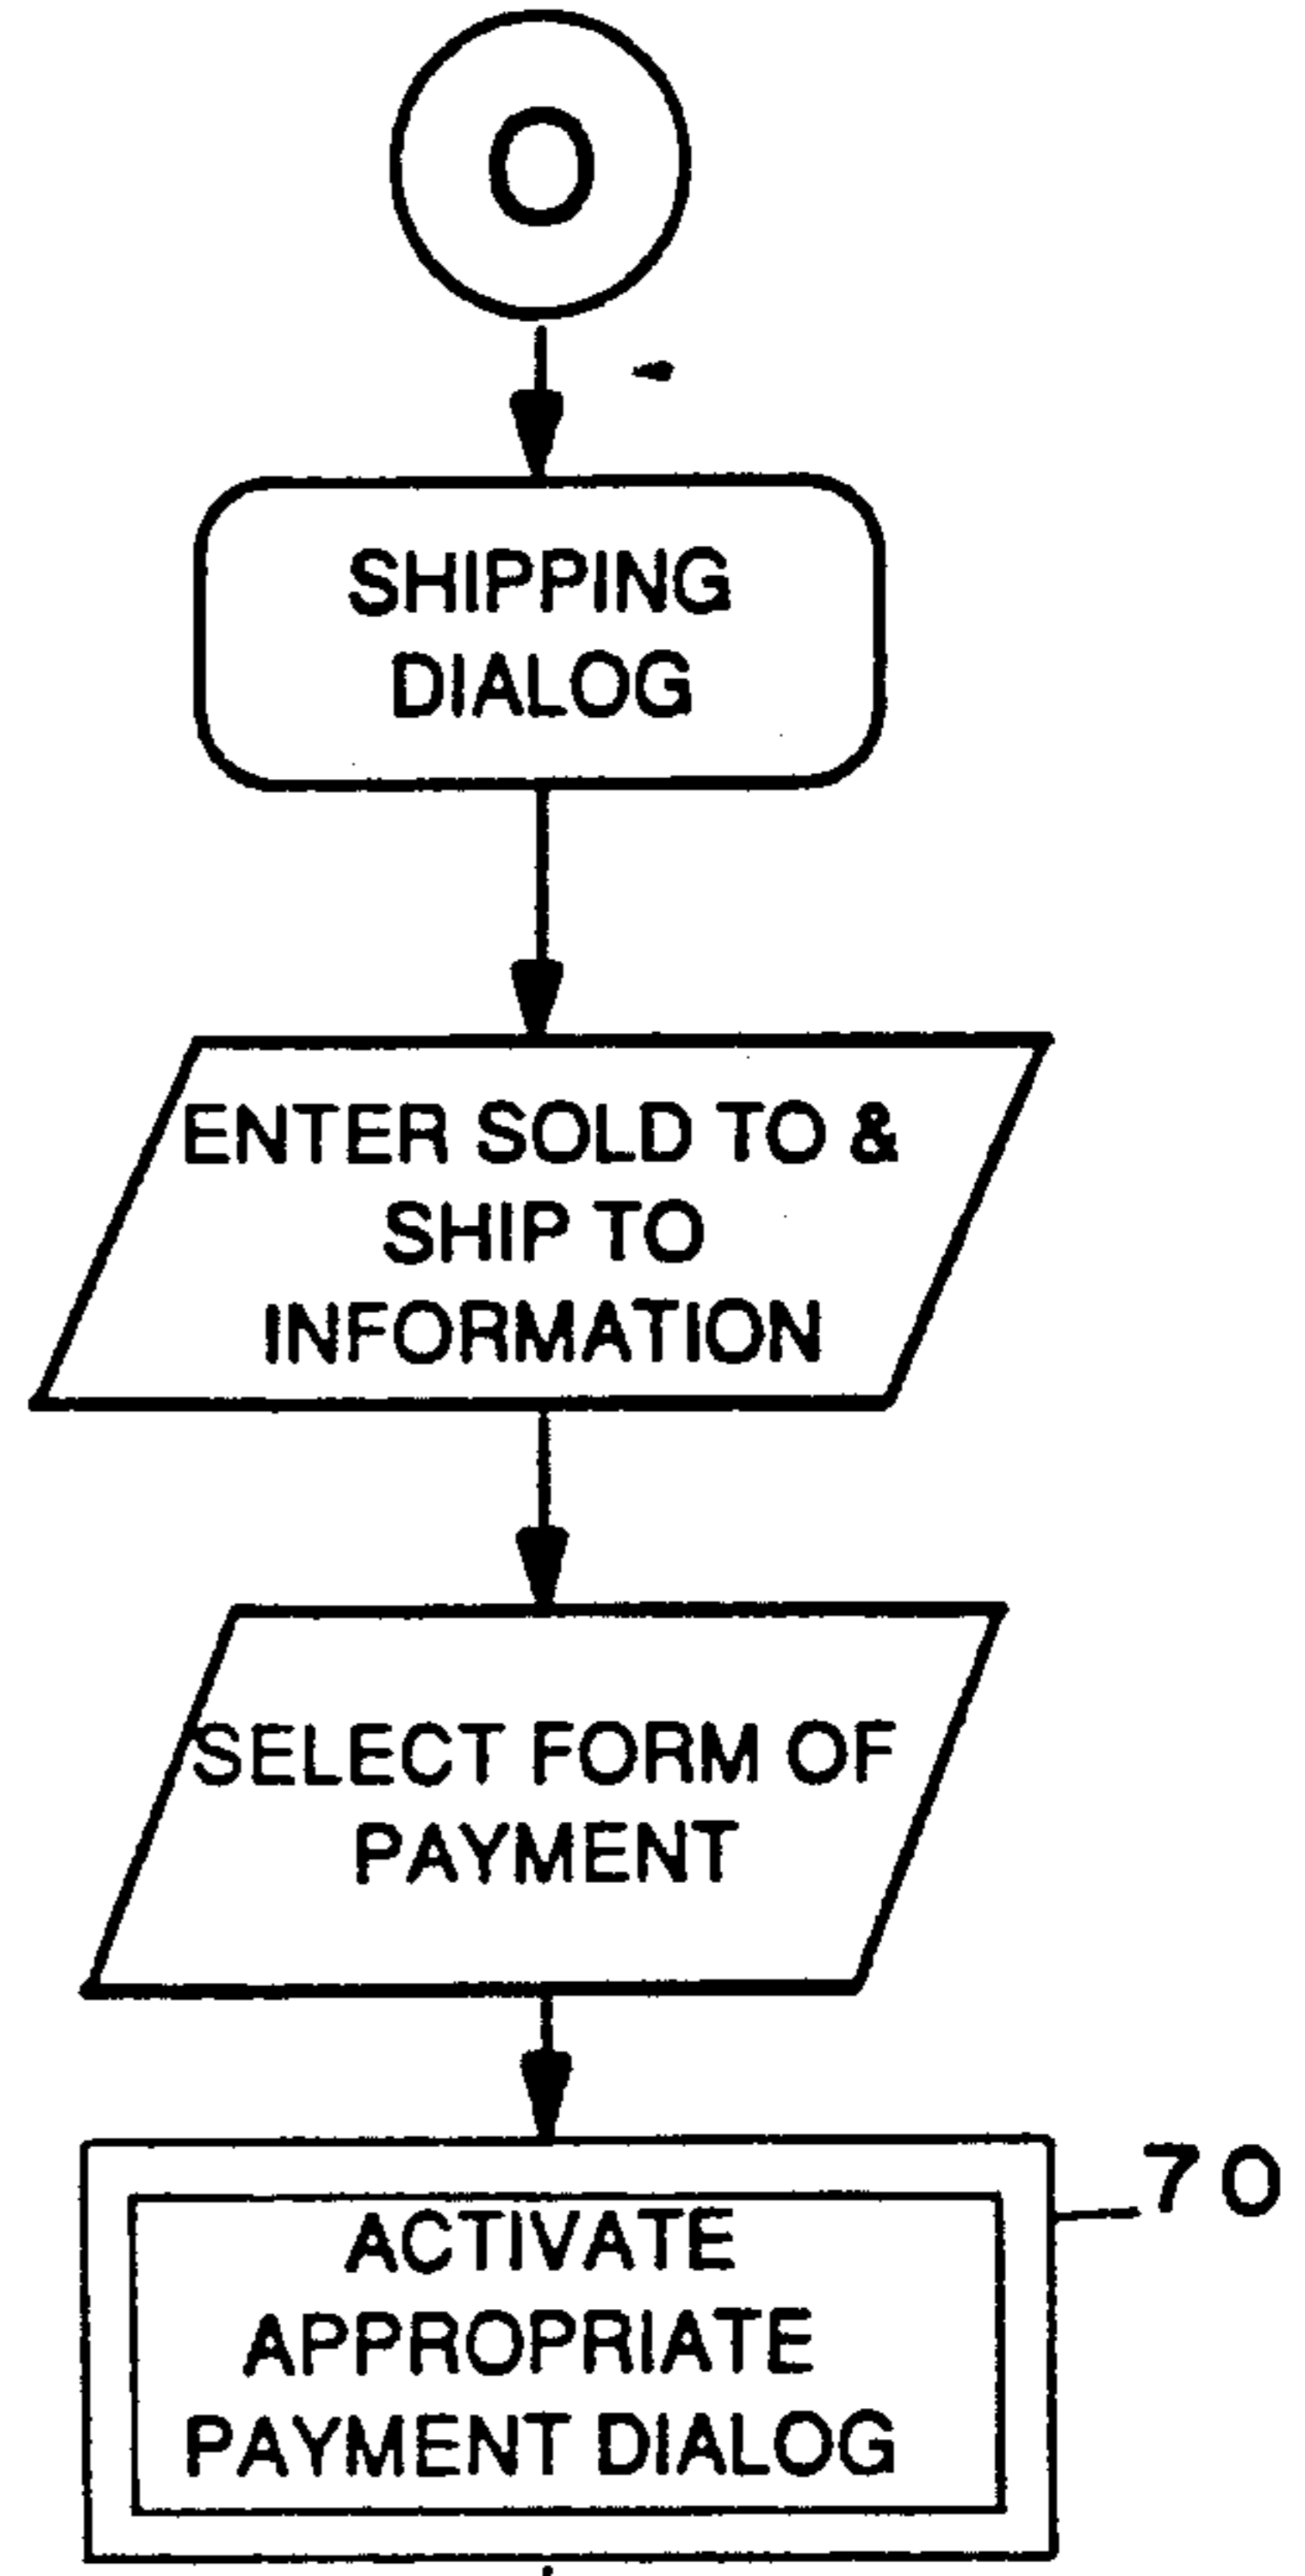 O
SHIPPING
DIALOG
ENTER SOLD TO &
SHIP TO
INFORMATION
SELECT FORM OF
PAYMENT
70
ACTIVATE
APPROPRIATE
PAYMENT DIALOG